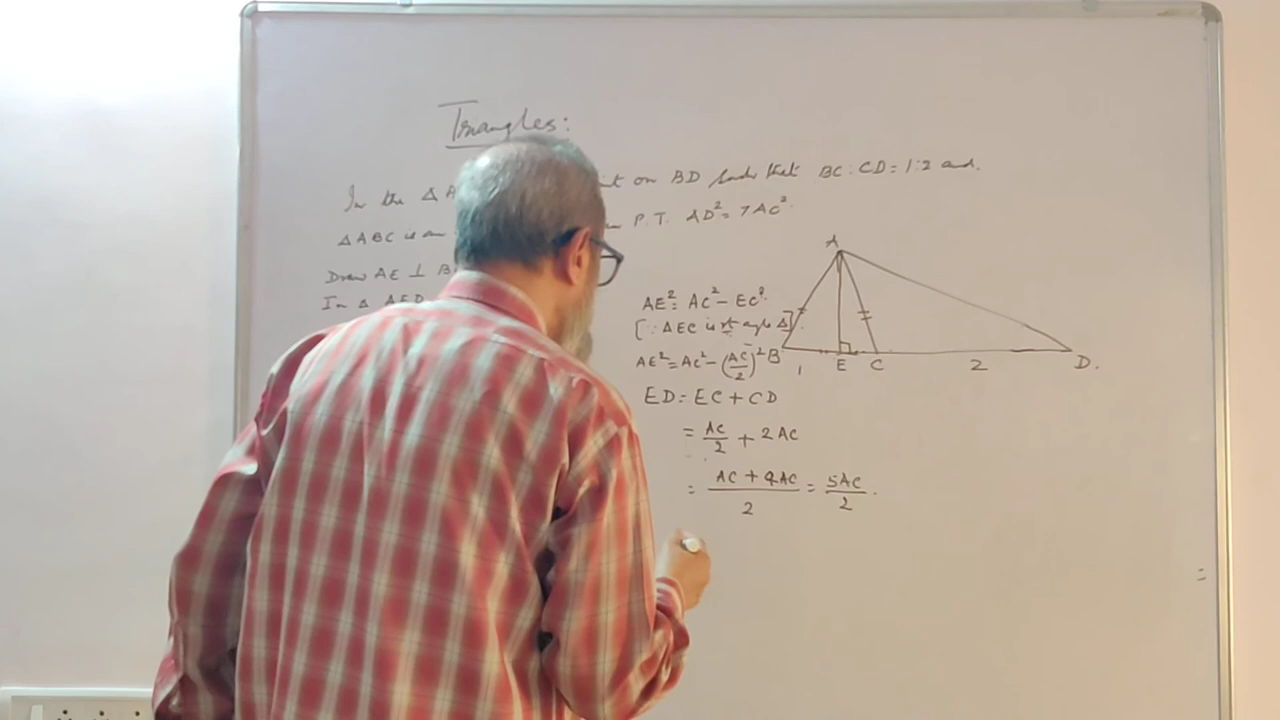 Triangles:
In the Δ A on BD such that BC : CD = 1:2 and.
ΔABC is an P.T. AD² = 7AC².
Draw AE ⊥ B
In Δ AED
AE² = AC² - EC².
[∵ AEC is rt angle Δ].
AE² = AC² - (AC/2)²
ED = EC + CD
= AC/2 + 2AC
= AC + 4AC / 2 = 5AC/2 .
A
B 1 E C 2 D.
=